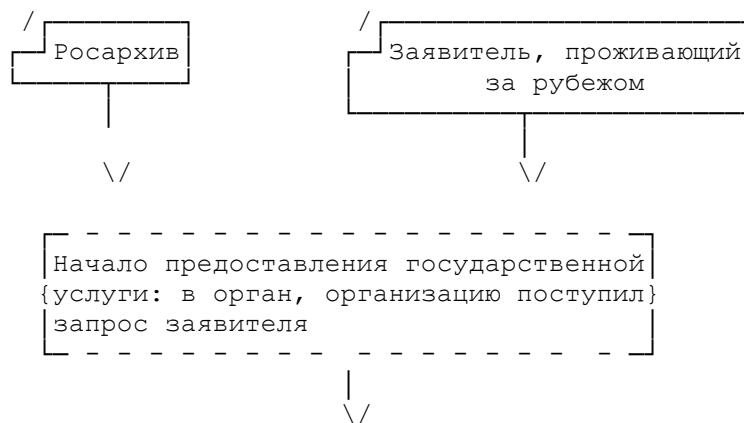 Росархив
Заявитель, проживающий
за рубежом
Начало предоставления государственной
услуги: в орган, организацию поступил
запрос заявителя